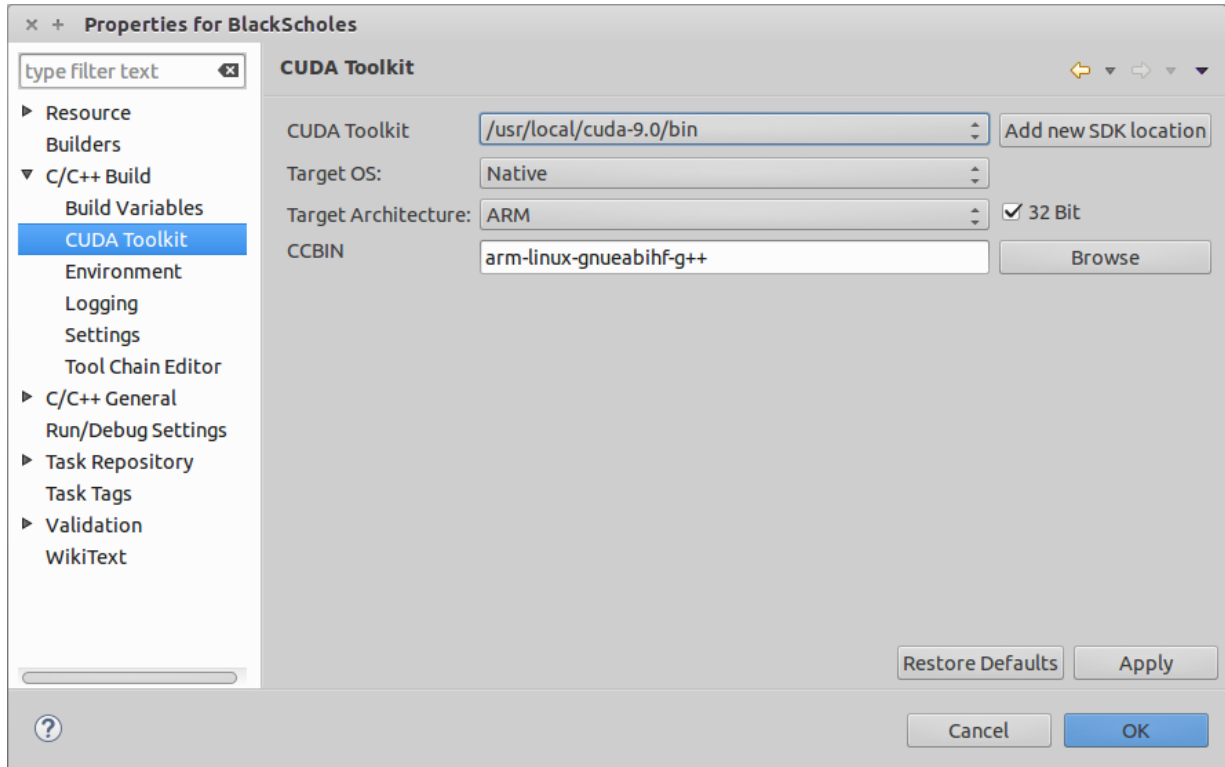 Properties for BlackScholes
type filter text
CUDA Toolkit
Resource
Builders
C/C++ Build
Build Variables
CUDA Toolkit
Environment
Logging
Settings
Tool Chain Editor
C/C++ General
Run/Debug Settings
Task Repository
Task Tags
Validation
WikiText
CUDA Toolkit /usr/local/cuda-9.0/bin Add new SDK location
Target OS: Native
Target Architecture: ARM 32 Bit
CCBIN arm-linux-gnueabihf-g++ Browse
Restore Defaults Apply
? Cancel OK